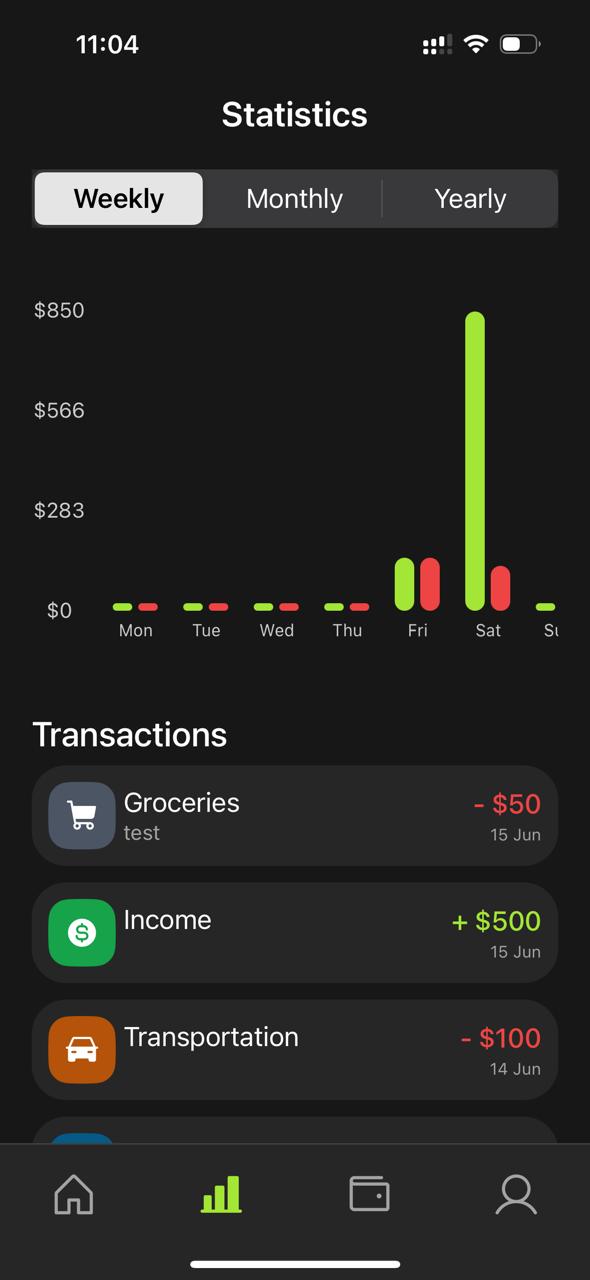 11:04
Statistics
Weekly Monthly Yearly
$850
$566
$283
$0
Mon Tue Wed Thu Fri Sat
Transactions
Groceries - $50
test 15 Jun
Income + $500
15 Jun
Transportation - $100
14 Jun